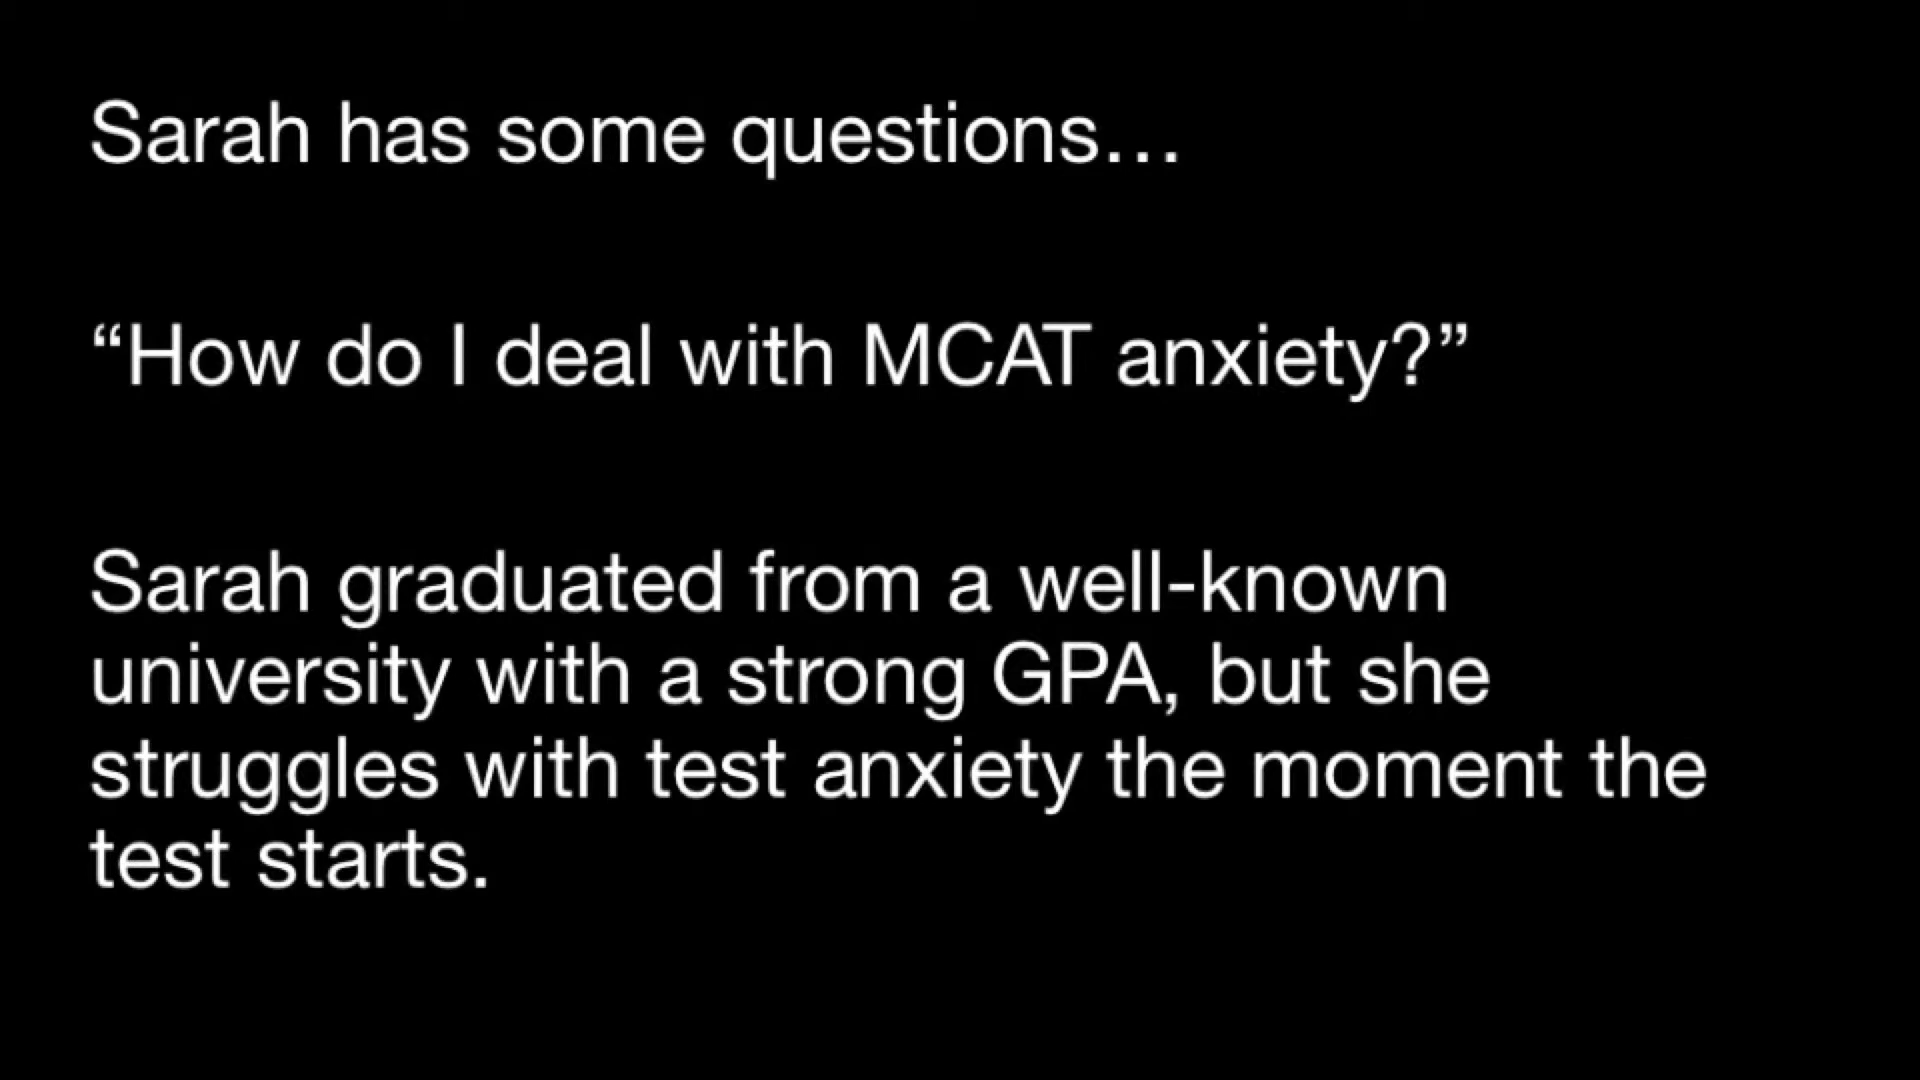 Sarah has some questions…
“How do I deal with MCAT anxiety?”
Sarah graduated from a well-known
university with a strong GPA, but she
struggles with test anxiety the moment the
test starts.